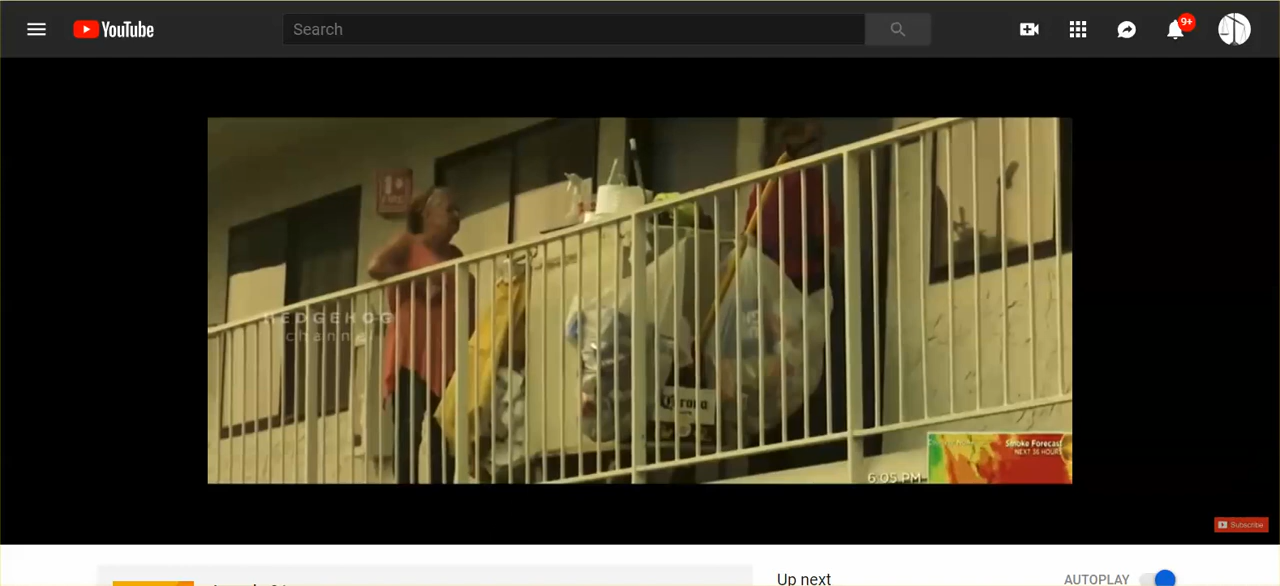 YouTube
Search
9+
HEDGEHOG
channel
Smoke Forecast
NEXT 36 HOURS
6:05 PM
Subscribe
Up next
AUTOPLAY